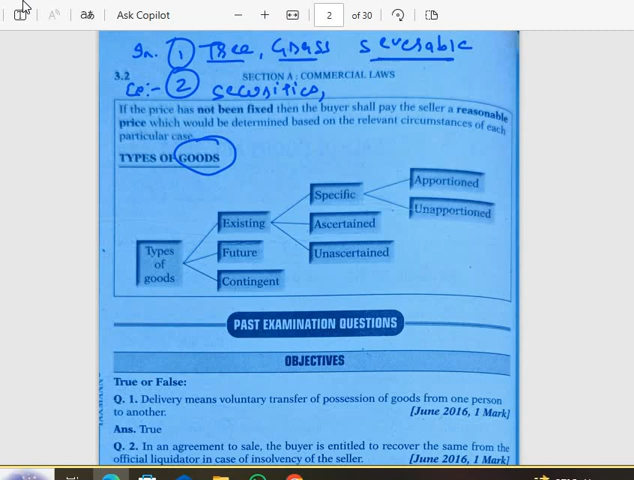 Ask Copilot
2 of 30
In. 1 Tree, Grass severable
3.2 SECTION A : COMMERCIAL LAWS
2 securities,
If the price has not been fixed then the buyer shall pay the seller a reasonable
price which would be determined based on the relevant circumstances of each
particular case.
TYPES OF GOODS
Apportioned
Specific
Unapportioned
Existing
Ascertained
Types
of
goods
Future
Unascertained
Contingent
PAST EXAMINATION QUESTIONS
OBJECTIVES
True or False:
Q. 1. Delivery means voluntary transfer of possession of goods from one person
to another. [June 2016, 1 Mark]
Ans. True
Q. 2. In an agreement to sale, the buyer is entitled to recover the same from the
official liquidator in case of insolvency of the seller. [June 2016, 1 Mark]